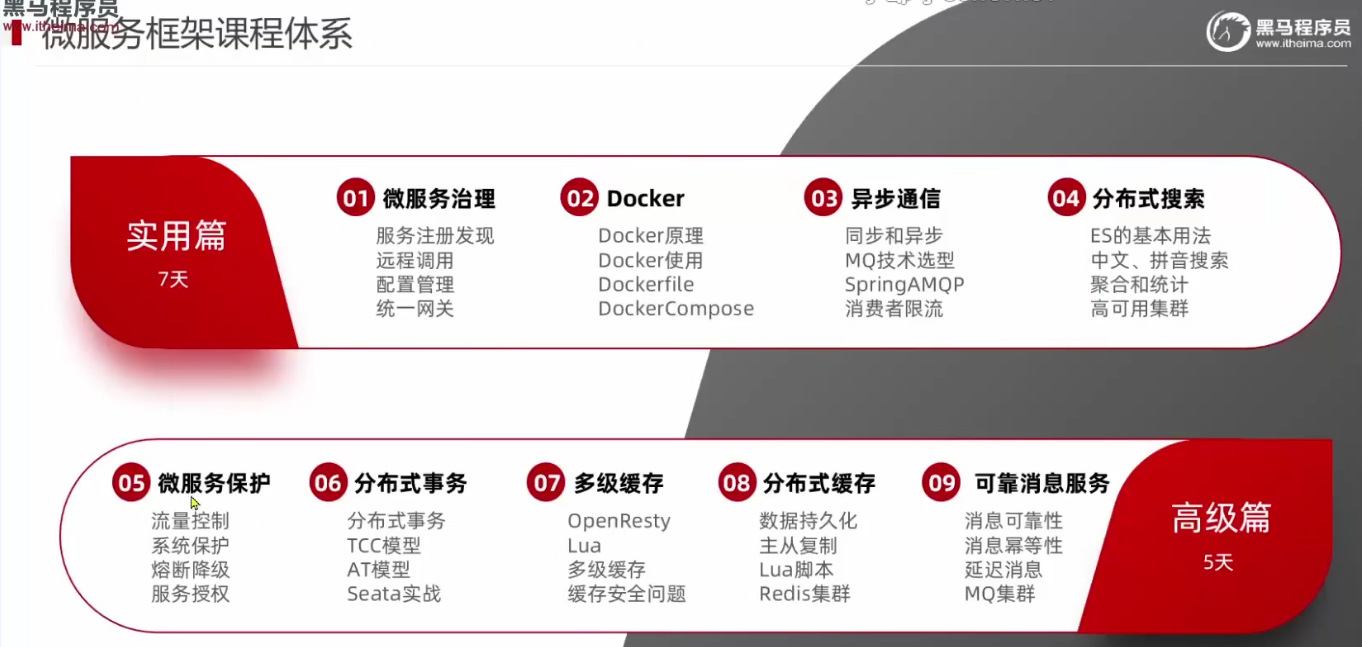 黑马程序员
www.itheima.com
微服务框架课程体系
黑马程序员
www.itheima.com
实用篇
7天
01 微服务治理
服务注册发现
远程调用
配置管理
统一网关
02 Docker
Docker原理
Docker使用
Dockerfile
DockerCompose
03 异步通信
同步和异步
MQ技术选型
SpringAMQP
消费者限流
04 分布式搜索
ES的基本用法
中文、拼音搜索
聚合和统计
高可用集群
05 微服务保护
流量控制
系统保护
熔断降级
服务授权
06 分布式事务
分布式事务
TCC模型
AT模型
Seata实战
07 多级缓存
OpenResty
Lua
多级缓存
缓存安全问题
08 分布式缓存
数据持久化
主从复制
Lua脚本
Redis集群
09 可靠消息服务
消息可靠性
消息幂等性
延迟消息
MQ集群
高级篇
5天